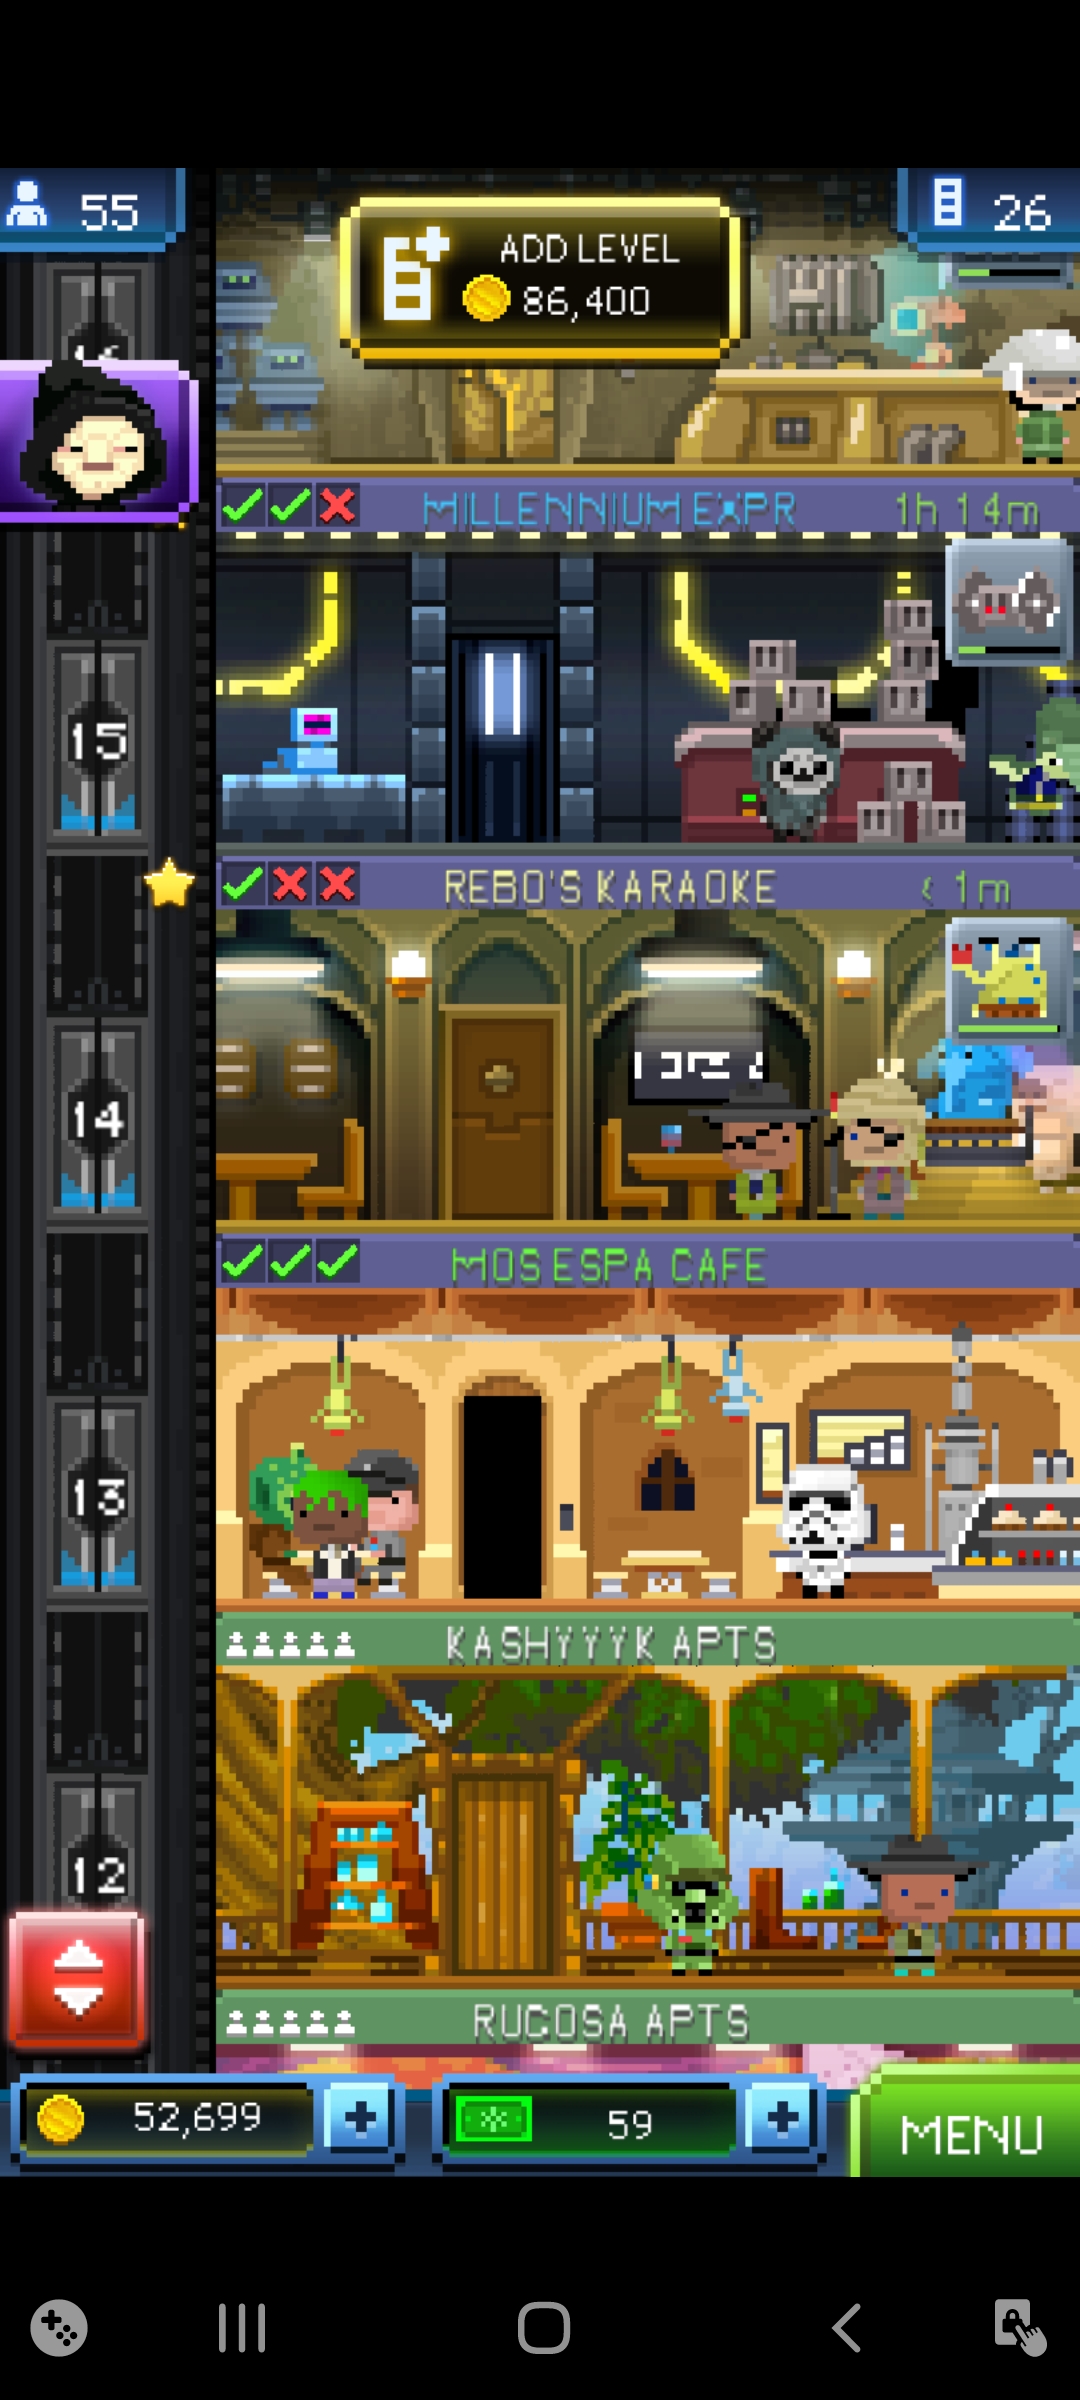 55
ADD LEVEL
86,400
26
MILLENNIUM EXPR
1h 14m
15
REBO'S KARAOKE
< 1m
14
MOS ESPA CAFE
13
KASHYYYK APTS
12
RUGOSA APTS
52,699
59
MENU